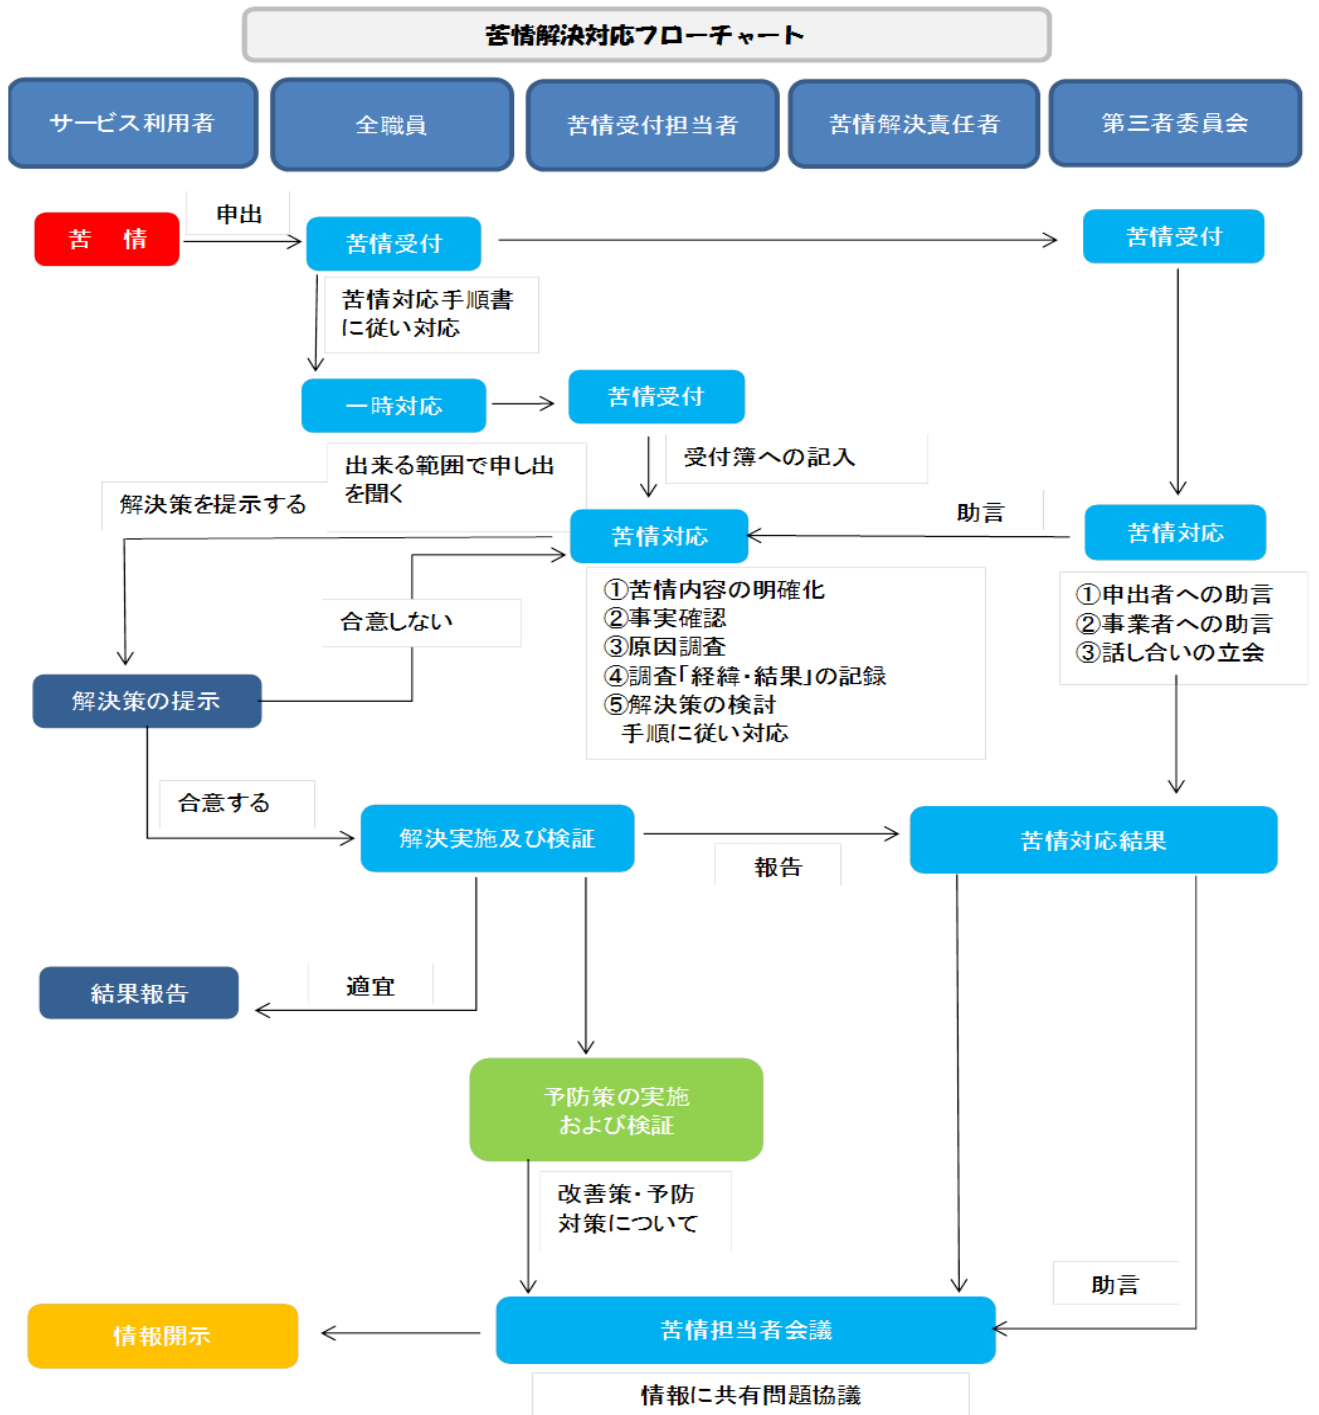 苦情解決対応フローチャート
サービス利用者
全職員
苦情受付担当者
苦情解決責任者
第三者委員会
苦 情
申出
苦情受付
苦情受付
苦情対応手順書
に従い対応
一時対応
苦情受付
出来る範囲で申し出
を聞く
受付簿への記入
解決策を提示する
苦情対応
助言
苦情対応
①苦情内容の明確化
②事実確認
③原因調査
④調査「経緯・結果」の記録
⑤解決策の検討
手順に従い対応
①申出者への助言
②事業者への助言
③話し合いの立会
合意しない
解決策の提示
合意する
解決実施及び検証
報告
苦情対応結果
結果報告
適宜
予防策の実施
および検証
改善策・予防
対策について
助言
情報開示
苦情担当者会議
情報に共有問題協議